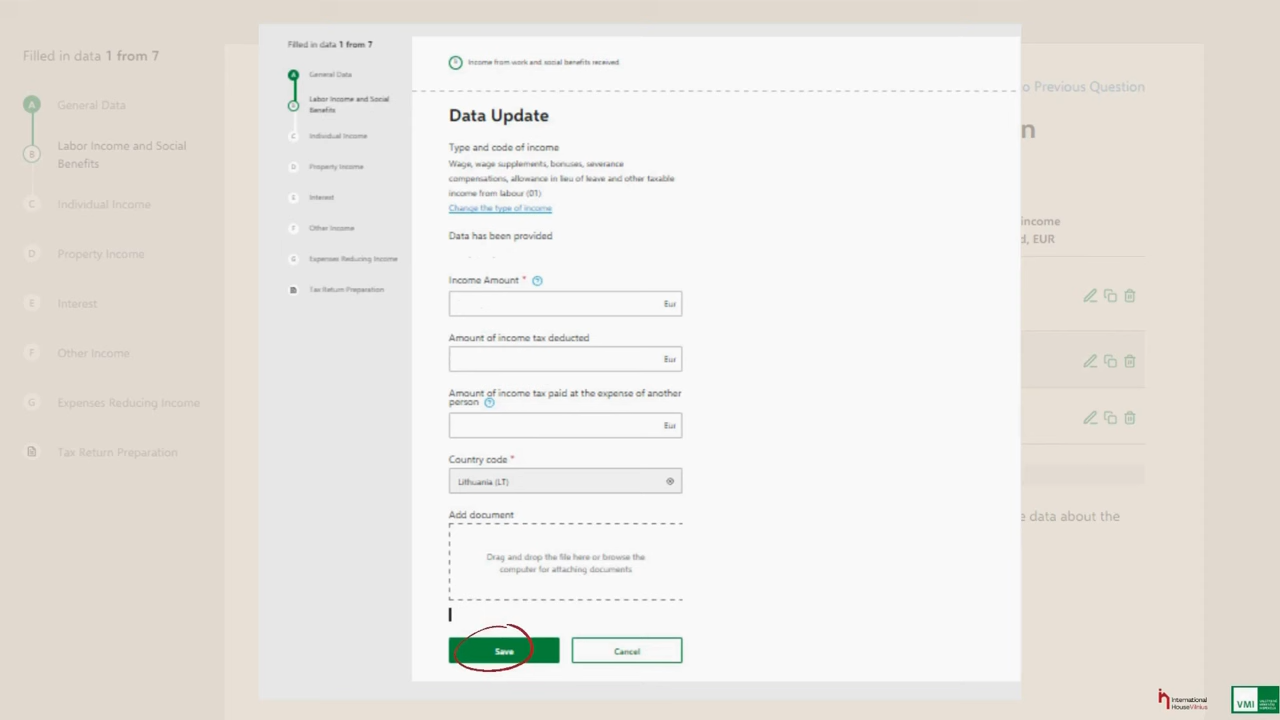 Filled in data 1 from 7
A
General Data
B
Labor Income and Social
Benefits
C
Individual Income
D
Property Income
E
Interest
F
Other Income
G
Expenses Reducing Income
Tax Return Preparation
Filled in data 1 from 7
A
General Data
Labor Income and Social
Benefits
C
Individual Income
D
Property Income
E
Interest
F
Other Income
G
Expenses Reducing Income
Tax Return Preparation
Income from work and social benefits received
Data Update
Type and code of income
Wage, wage supplements, bonuses, severance
compensations, allowance in lieu of leave and other taxable
income from labour (01)
Change the type of income
Data has been provided
Income Amount * ?
Eur
Amount of income tax deducted
Eur
Amount of income tax paid at the expense of another
person ?
Eur
Country code *
Lithuania (LT)
Add document
Drag and drop the file here or browse the
computer for attaching documents
Save
Cancel
o Previous Question
n
income
d, EUR
e data about the
International
House Vilnius
VMI